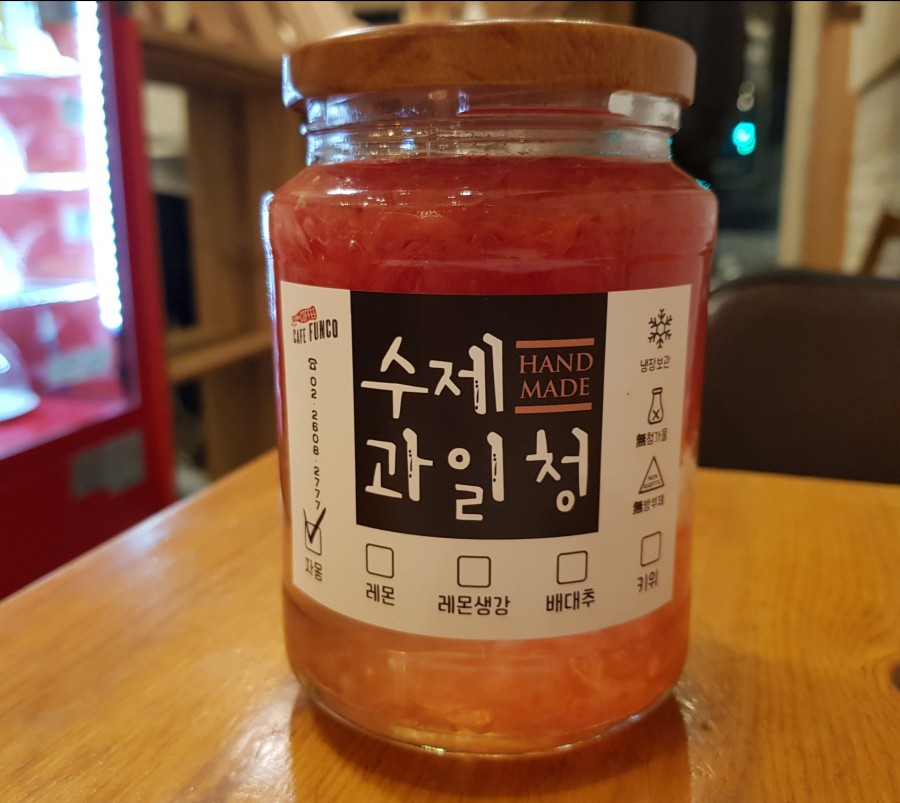 CAFE FUNCO
02·2608·2777
수제
HAND
MADE
과일청
냉장보관
無첨가물
NON
無방부제
자몽
레몬
레몬생강
배대추
키위